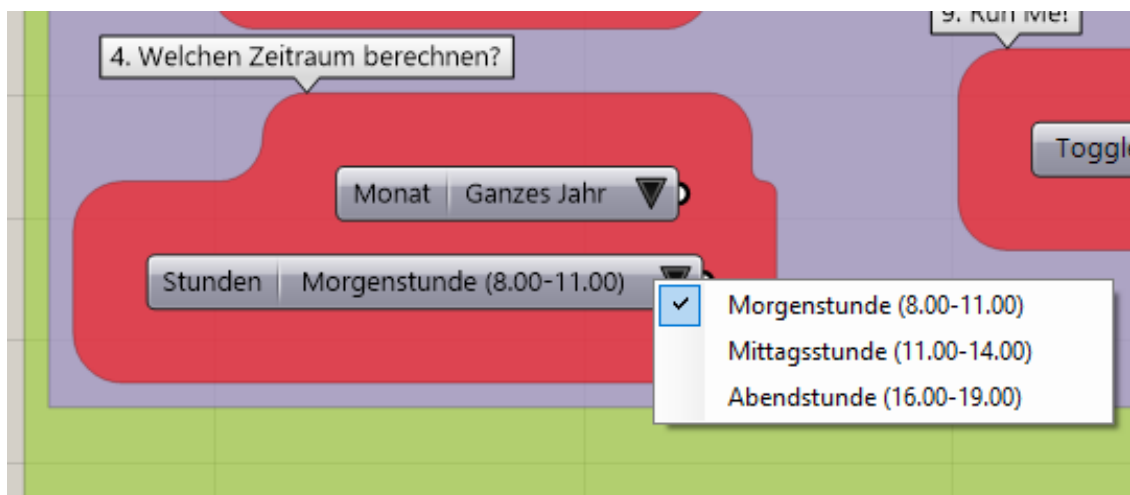 9. Run Me!
4. Welchen Zeitraum berechnen?
Toggle
Monat Ganzes Jahr
Stunden Morgenstunde (8.00-11.00)
Morgenstunde (8.00-11.00)
Mittagsstunde (11.00-14.00)
Abendstunde (16.00-19.00)